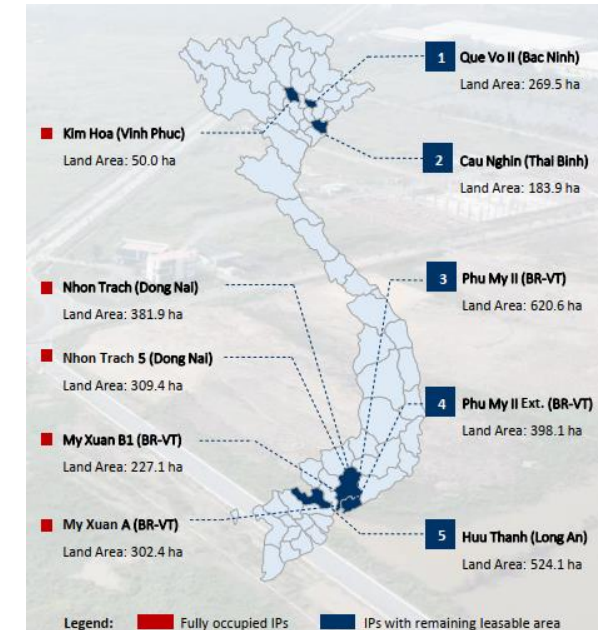 1
Que Vo II (Bac Ninh)
Land Area: 269.5 ha
Kim Hoa (Vinh Phuc)
Land Area: 50.0 ha
2
Cau Nghin (Thai Binh)
Land Area: 183.9 ha
Nhon Trach (Dong Nai)
Land Area: 381.9 ha
3
Phu My II (BR-VT)
Land Area: 620.6 ha
Nhon Trach 5 (Dong Nai)
Land Area: 309.4 ha
4
Phu My II Ext. (BR-VT)
Land Area: 398.1 ha
My Xuan B1 (BR-VT)
Land Area: 227.1 ha
My Xuan A (BR-VT)
Land Area: 302.4 ha
5
Huu Thanh (Long An)
Land Area: 524.1 ha
Legend: Fully occupied IPs IPs with remaining leasable area